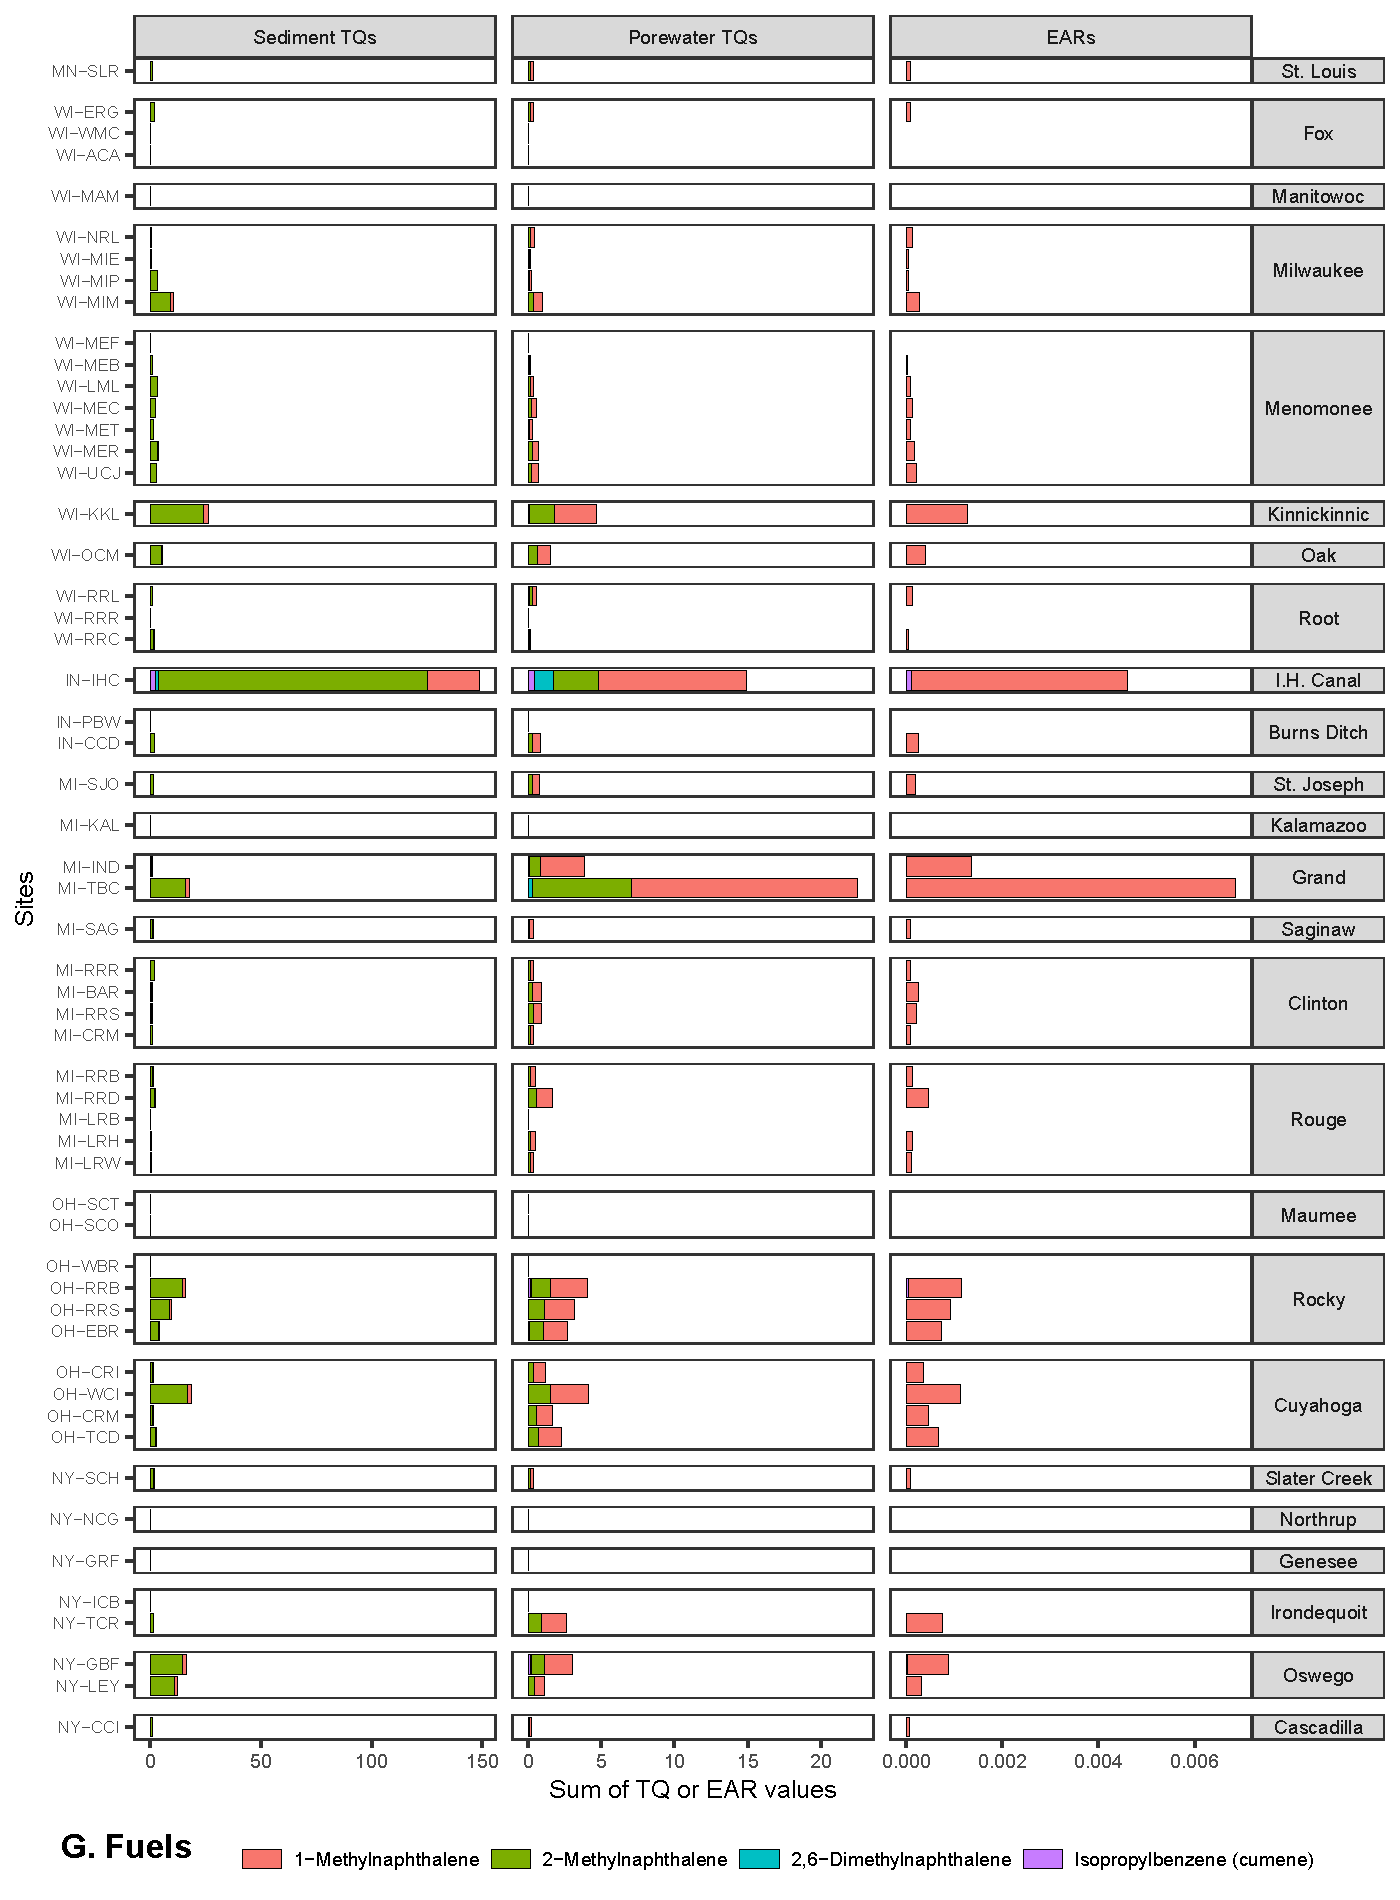 Sediment TQs Porewater TQs EARs
MN−SLR St. Louis
WI−ERG
WI−WMC Fox
WI−ACA
WI−MAM Manitowoc
WI−NRL
WI−MIE Milwaukee
WI−MIP
WI−MIM
WI−MEF
WI−MEB
WI−LML
WI−MEC Menomonee
WI−MET
WI−MER
WI−UCJ
WI−KKL Kinnickinnic
WI−OCM Oak
WI−RRL
WI−RRR Root
WI−RRC
IN−IHC I.H. Canal
IN−PBW Burns Ditch
IN−CCD
MI−SJO St. Joseph
MI−KAL Kalamazoo
MI−IND Grand
MI−TBC
MI−SAG Saginaw
MI−RRR
MI−BAR Clinton
MI−RRS
MI−CRM
MI−RRB
MI−RRD
MI−LRB Rouge
MI−LRH
MI−LRW
OH−SCT Maumee
OH−SCO
OH−WBR
OH−RRB Rocky
OH−RRS
OH−EBR
OH−CRI
OH−WCI Cuyahoga
OH−CRM
OH−TCD
NY−SCH Slater Creek
NY−NCG Northrup
NY−GRF Genesee
NY−ICB Irondequoit
NY−TCR
NY−GBF Oswego
NY−LEY
NY−CCI Cascadilla
Sites
0 50 100 150 0 5 10 15 20 0.000 0.002 0.004 0.006
Sum of TQ or EAR values
G. Fuels 1−Methylnaphthalene 2−Methylnaphthalene 2,6−Dimethylnaphthalene Isopropylbenzene (cumene)